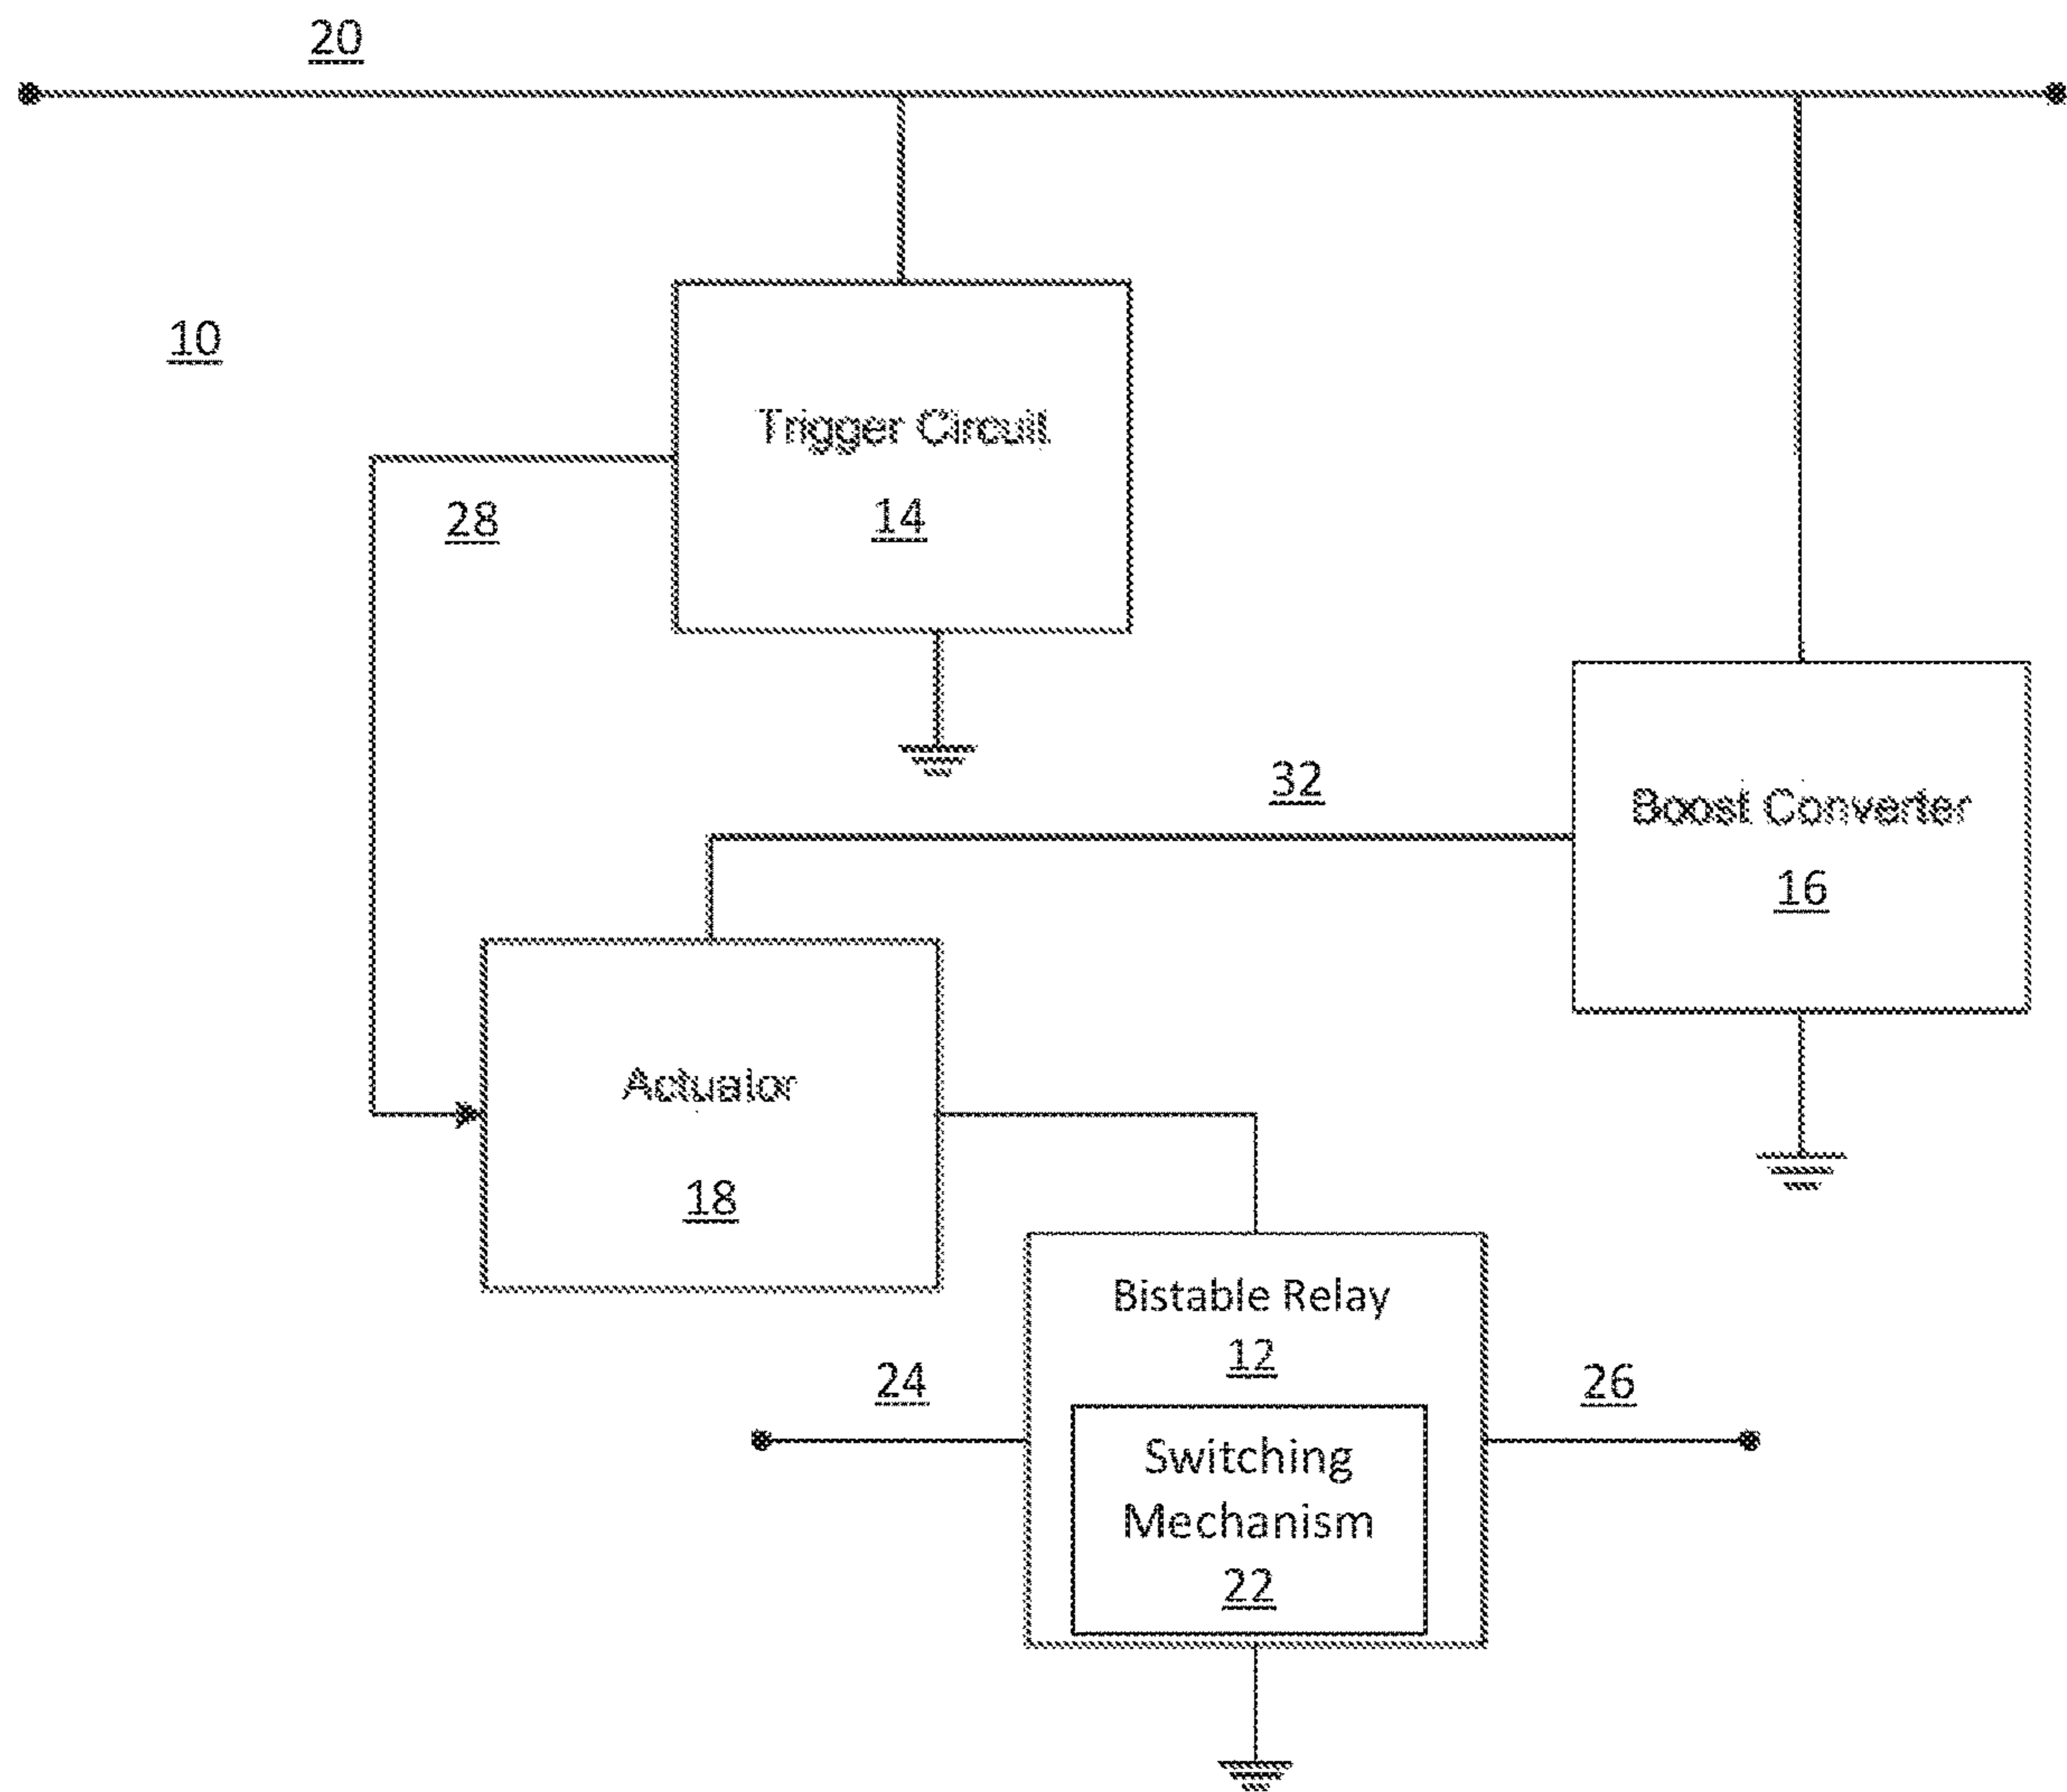 20
10
Trigger Circuit
14
28
32
Boost Converter
16
Actuator
18
Bistable Relay
12
24
26
Switching
Mechanism
22